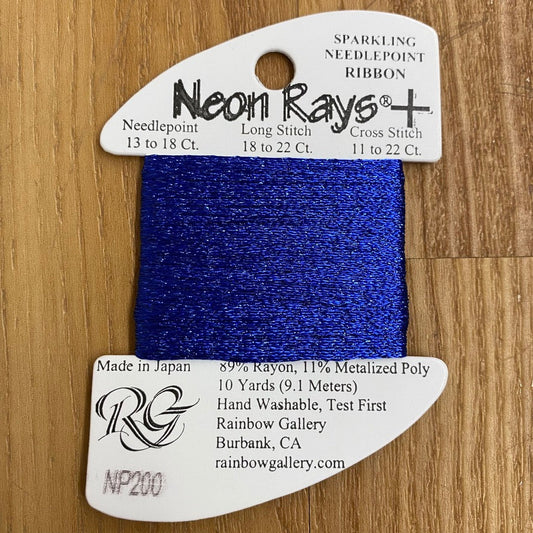 SPARKLING
NEEDLEPOINT
RIBBON
Neon Rays®+
Needlepoint
13 to 18 Ct.
Long Stitch
18 to 22 Ct.
Cross Stitch
11 to 22 Ct.
Made in Japan
RG
NP200
89% Rayon, 11% Metalized Poly
10 Yards (9.1 Meters)
Hand Washable, Test First
Rainbow Gallery
Burbank, CA
rainbowgallery.com